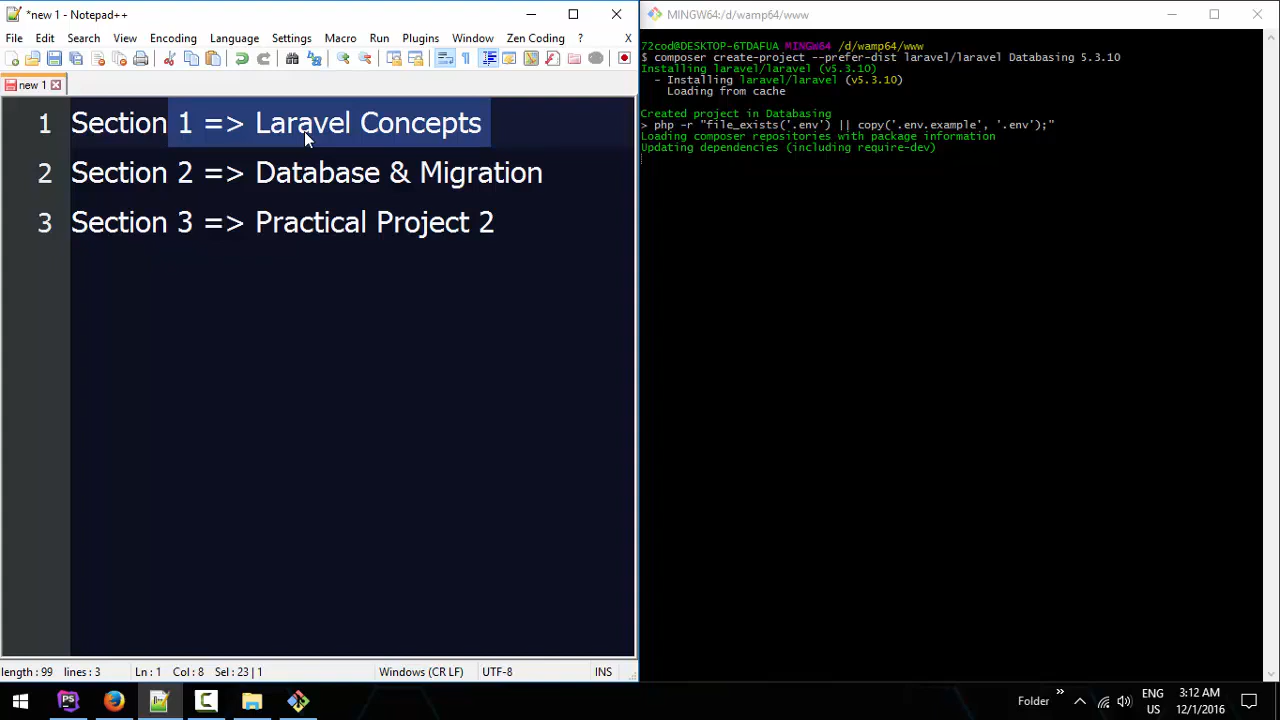 *new 1 - Notepad++
File Edit Search View Encoding Language Settings Macro Run Plugins Window Zen Coding ? X
new 1
1 Section 1 => Laravel Concepts
2 Section 2 => Database & Migration
3 Section 3 => Practical Project 2
length : 99 lines : 3 Ln : 1 Col : 8 Sel : 23 | 1 Windows (CR LF) UTF-8 INS
MINGW64:/d/wamp64/www
72cod@DESKTOP-6TDAFUA MINGW64 /d/wamp64/www
$ composer create-project --prefer-dist laravel/laravel Databasing 5.3.10
Installing laravel/laravel (v5.3.10)
- Installing laravel/laravel (v5.3.10)
Loading from cache
Created project in Databasing
> php -r "file_exists('.env') || copy('.env.example', '.env');"
Loading composer repositories with package information
Updating dependencies (including require-dev)
PS
Folder
ENG
US
3:12 AM
12/1/2016